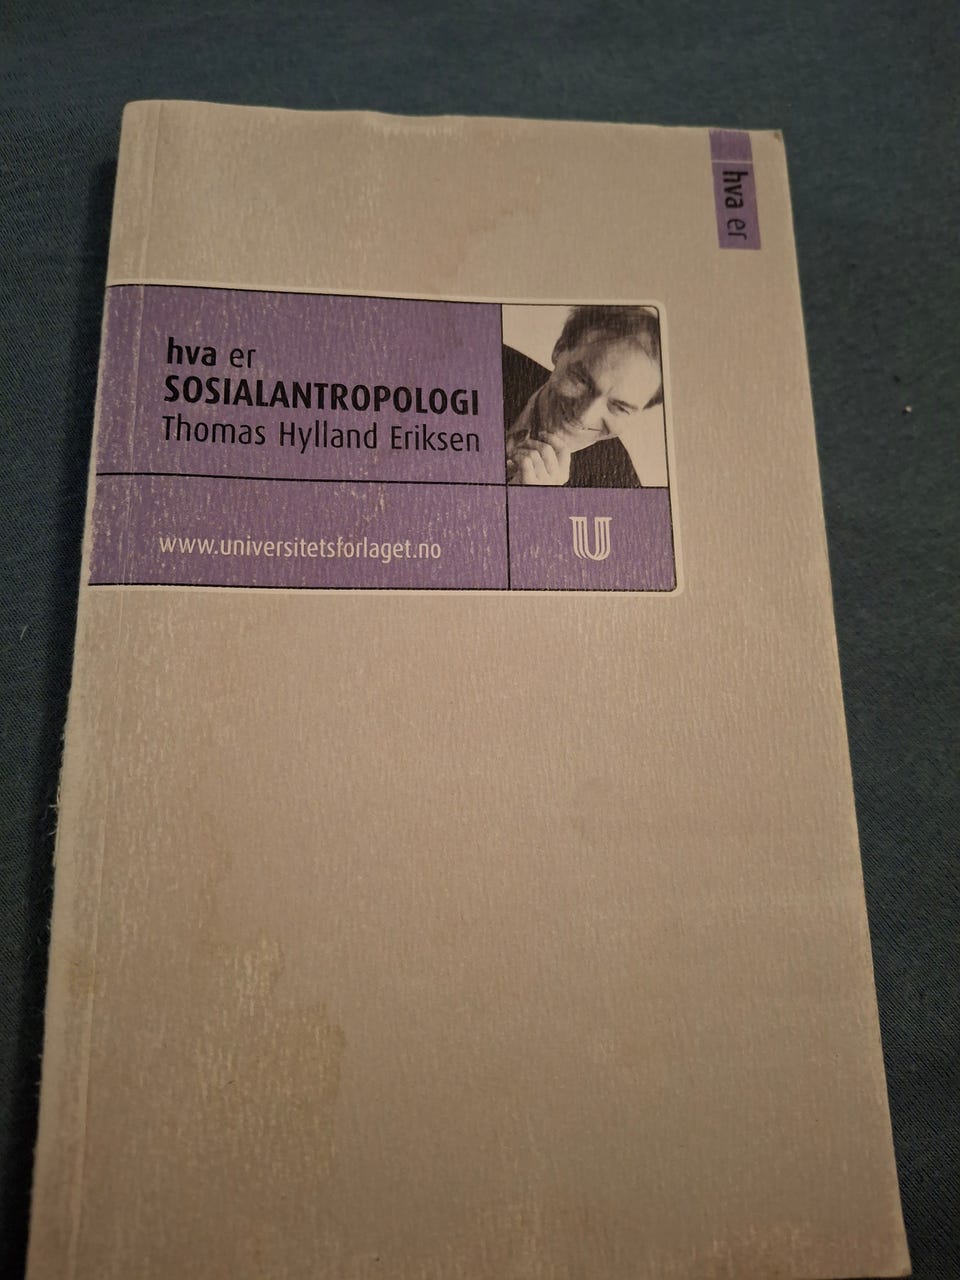 hva er
hva er
SOSIALANTROPOLOGI
Thomas Hylland Eriksen
www.universitetsforlaget.no
U